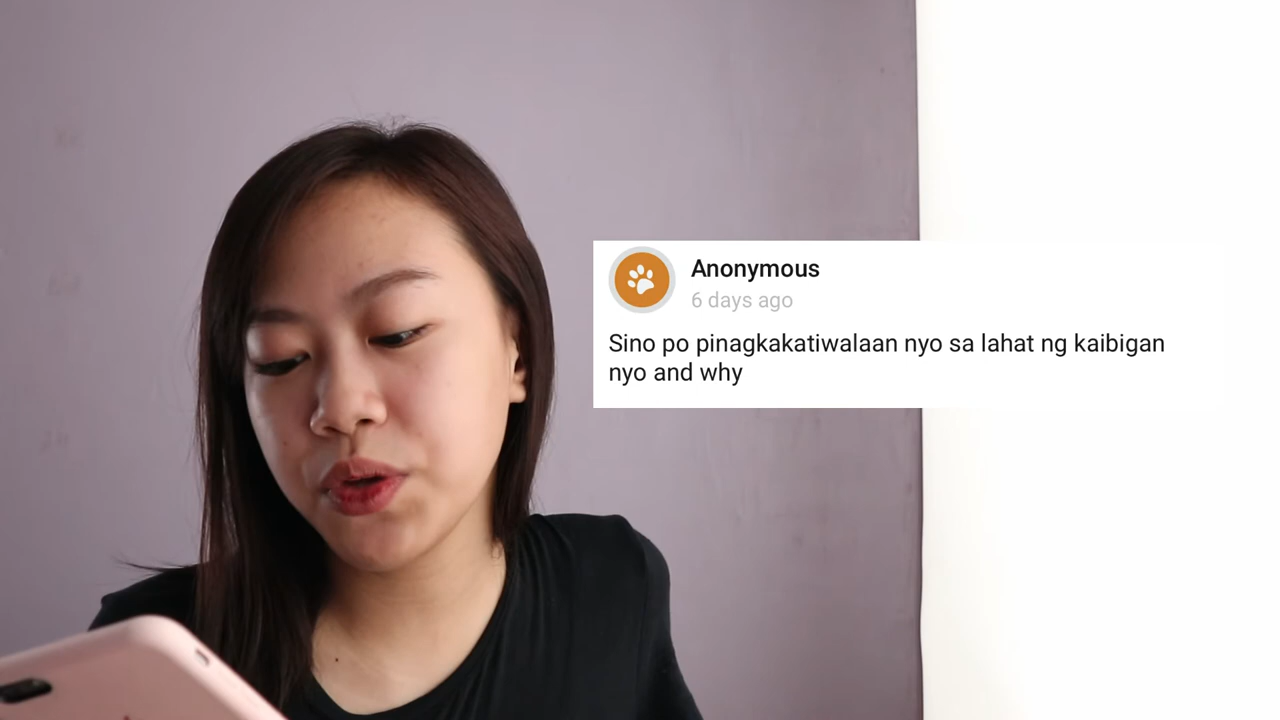 Anonymous
6 days ago
Sino po pinagkakatiwalaan nyo sa lahat ng kaibigan
nyo and why